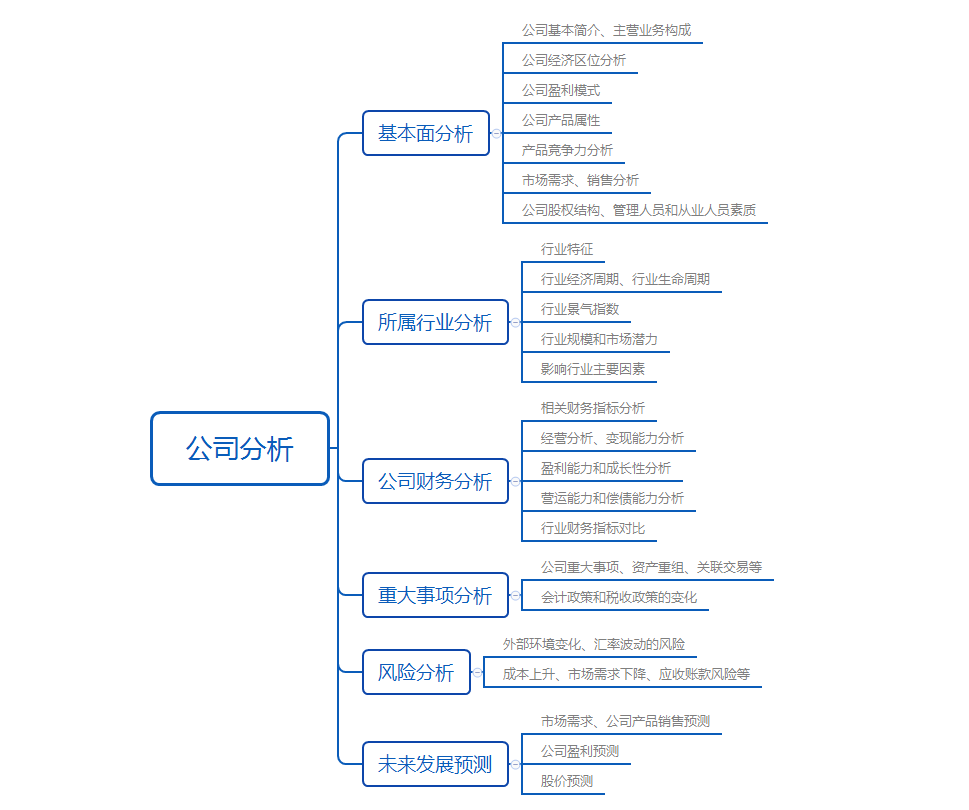 公司分析
基本面分析
公司基本简介、主营业务构成
公司经济区位分析
公司盈利模式
公司产品属性
产品竞争力分析
市场需求、销售分析
公司股权结构、管理人员和从业人员素质
所属行业分析
行业特征
行业经济周期、行业生命周期
行业景气指数
行业规模和市场潜力
影响行业主要因素
公司财务分析
相关财务指标分析
经营分析、变现能力分析
盈利能力和成长性分析
营运能力和偿债能力分析
行业财务指标对比
重大事项分析
公司重大事项、资产重组、关联交易等
会计政策和税收政策的变化
风险分析
外部环境变化、汇率波动的风险
成本上升、市场需求下降、应收账款风险等
未来发展预测
市场需求、公司产品销售预测
公司盈利预测
股价预测